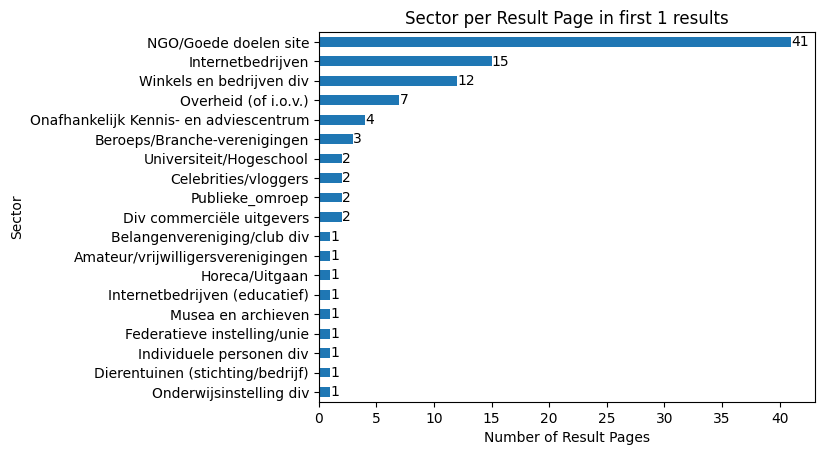 Sector per Result Page in first 1 results
NGO/Goede doelen site 41
Internetbedrijven 15
Winkels en bedrijven div 12
Overheid (of i.o.v.) 7
Onafhankelijk Kennis- en adviescentrum 4
Beroeps/Branche-verenigingen 3
Universiteit/Hogeschool 2
Celebrities/vloggers 2
Publieke_omroep 2
Div commerciële uitgevers 2
Belangenvereniging/club div 1
Amateur/vrijwilligersverenigingen 1
Horeca/Uitgaan 1
Internetbedrijven (educatief) 1
Musea en archieven 1
Federatieve instelling/unie 1
Individuele personen div 1
Dierentuinen (stichting/bedrijf) 1
Onderwijsinstelling div 1
Sector
0 5 10 15 20 25 30 35 40
Number of Result Pages